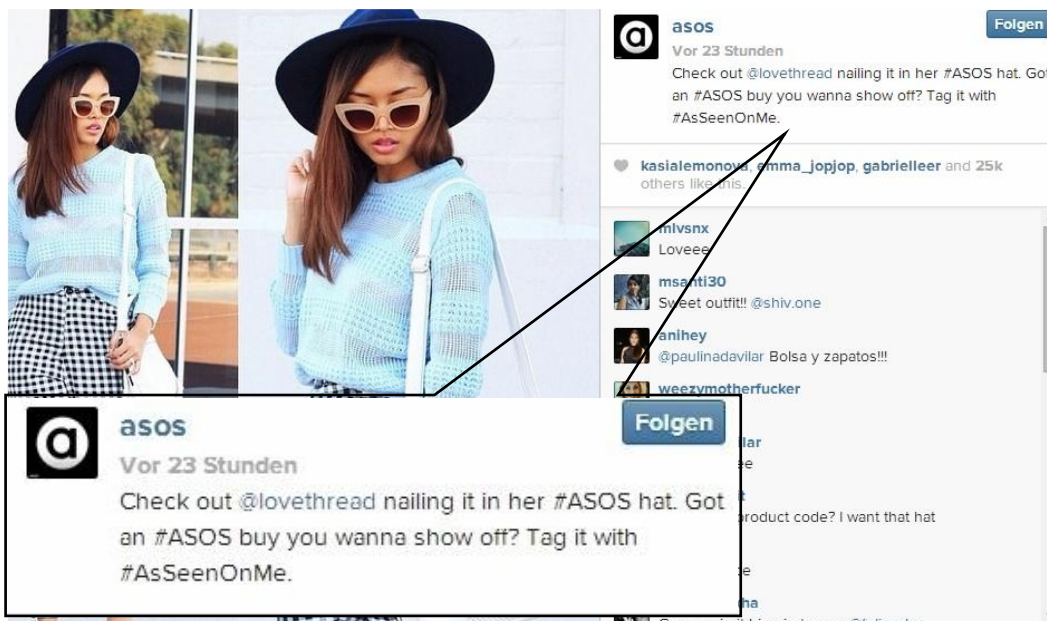 asos
Folgen
Vor 23 Stunden
Check out @lovethread nailing it in her #ASOS hat. Got
an #ASOS buy you wanna show off? Tag it with
#AsSeenOnMe.
kasialemonova, emma_jopjop, gabrielleer and 25k
others like this.
mlvsnx
Loveee
msanti30
Sweet outfit!! @shiv.one
anihey
@paulinadavilar Bolsa y zapatos!!!
weezymotherfucker
lar
ee
product code? I want that hat
e
ha
asos
Folgen
Vor 23 Stunden
Check out @lovethread nailing it in her #ASOS hat. Got
an #ASOS buy you wanna show off? Tag it with
#AsSeenOnMe.